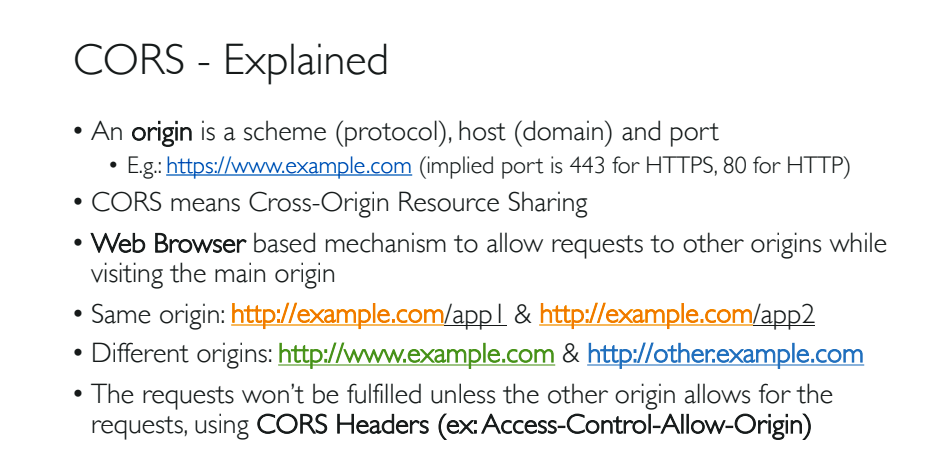 CORS - Explained
• An origin is a scheme (protocol), host (domain) and port
• E.g.: https://www.example.com (implied port is 443 for HTTPS, 80 for HTTP)
• CORS means Cross-Origin Resource Sharing
• Web Browser based mechanism to allow requests to other origins while
visiting the main origin
• Same origin: http://example.com/app1 & http://example.com/app2
• Different origins: http://www.example.com & http://other.example.com
• The requests won’t be fulfilled unless the other origin allows for the
requests, using CORS Headers (ex: Access-Control-Allow-Origin)